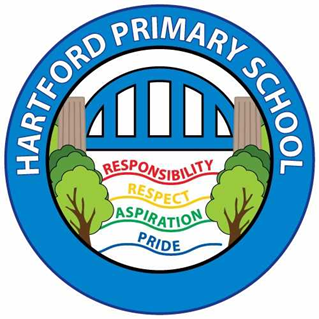 HARTFORD PRIMARY SCHOOL
RESPONSIBILITY
RESPECT
ASPIRATION
PRIDE